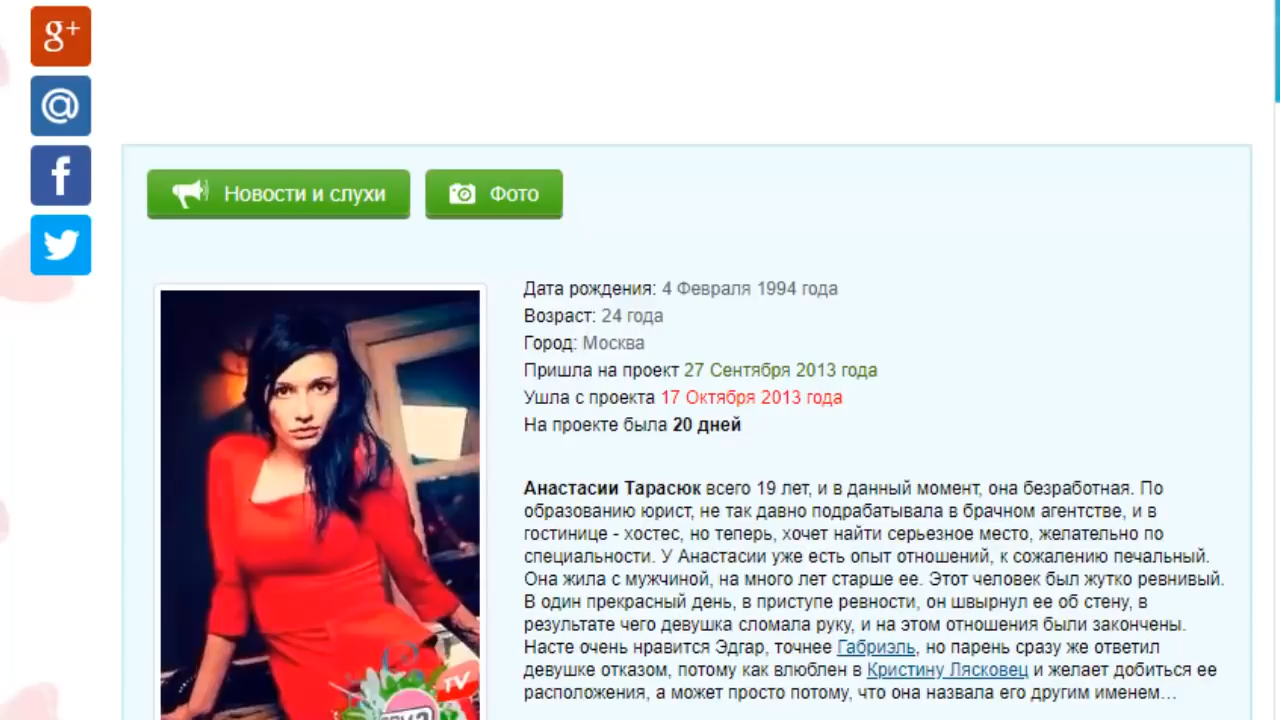 g+
@
f
Новости и слухи
Фото
Дата рождения: 4 Февраля 1994 года
Возраст: 24 года
Город: Москва
Пришла на проект 27 Сентября 2013 года
Ушла с проекта 17 Октября 2013 года
На проекте была 20 дней
Анастасии Тарасюк всего 19 лет, и в данный момент, она безработная. По
образованию юрист, не так давно подрабатывала в брачном агентстве, и в
гостинице - хостес, но теперь, хочет найти серьезное место, желательно по
специальности. У Анастасии уже есть опыт отношений, к сожалению печальный.
Она жила с мужчиной, на много лет старше ее. Этот человек был жутко ревнивый.
В один прекрасный день, в приступе ревности, он швырнул ее об стену, в
результате чего девушка сломала руку, и на этом отношения были закончены.
Насте очень нравится Эдгар, точнее Габриэль, но парень сразу же ответил
девушке отказом, потому как влюблен в Кристину Лясковец и желает добиться ее
расположения, а может просто потому, что она назвала его другим именем…
TV